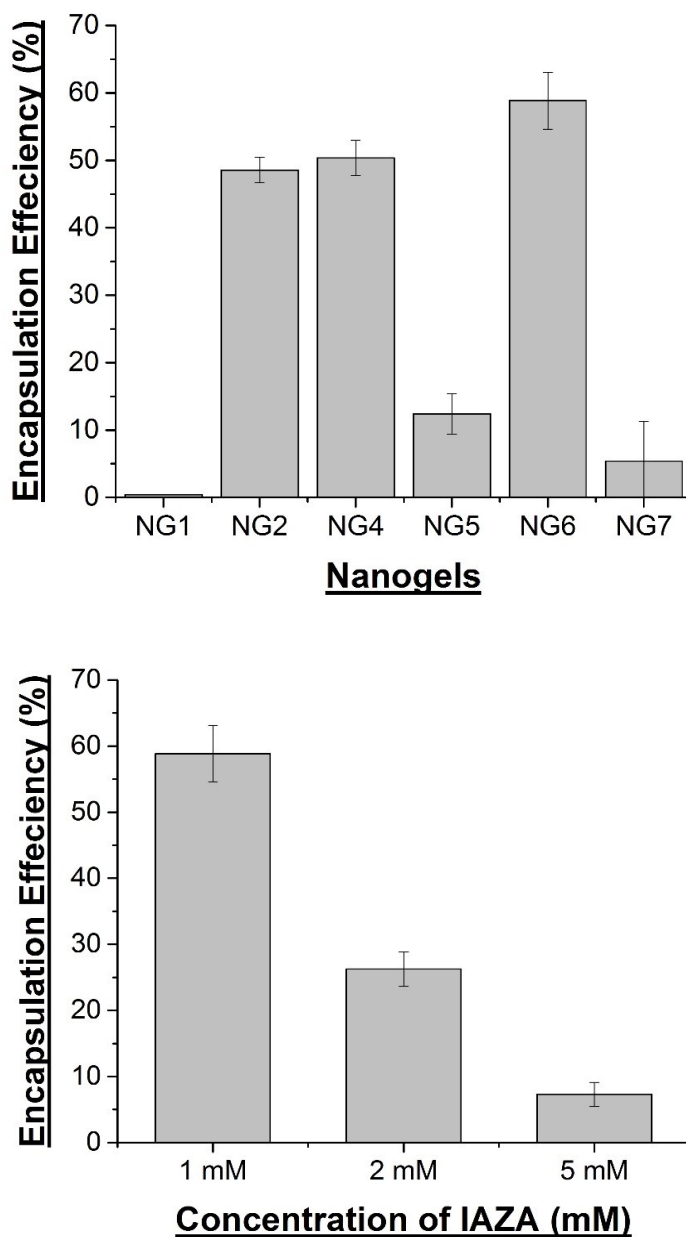 Encapsulation Effeciency (%)
70
60
50
40
30
20
10
0
NG1 NG2 NG4 NG5 NG6 NG7
Nanogels
Encapsulation Effeciency (%)
70
60
50
40
30
20
10
0
1 mM 2 mM 5 mM
Concentration of IAZA (mM)